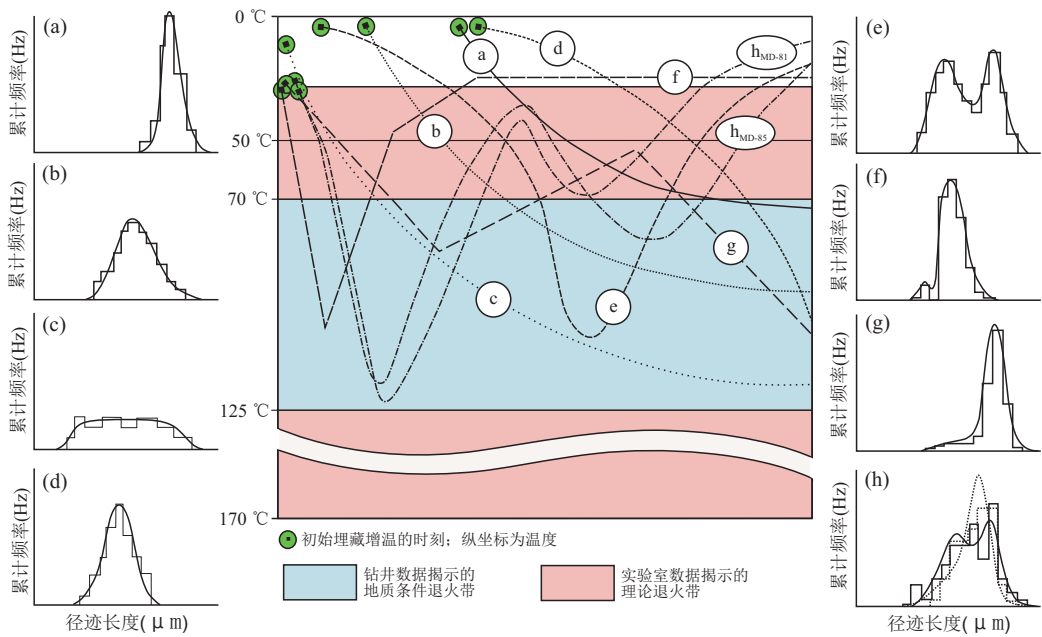 (a)
累计频率(Hz)
(b)
累计频率(Hz)
(c)
累计频率(Hz)
(d)
累计频率(Hz)
径迹长度(μm)
0 ℃
50 ℃
70 ℃
125 ℃
170 ℃
a
d
h MD-81
f
b
h MD-85
g
c
e
初始埋藏增温的时刻；纵坐标为温度
钻井数据揭示的
地质条件退火带
实验室数据揭示的
理论退火带
(e)
累计频率(Hz)
(f)
累计频率(Hz)
(g)
累计频率(Hz)
(h)
累计频率(Hz)
径迹长度(μm)